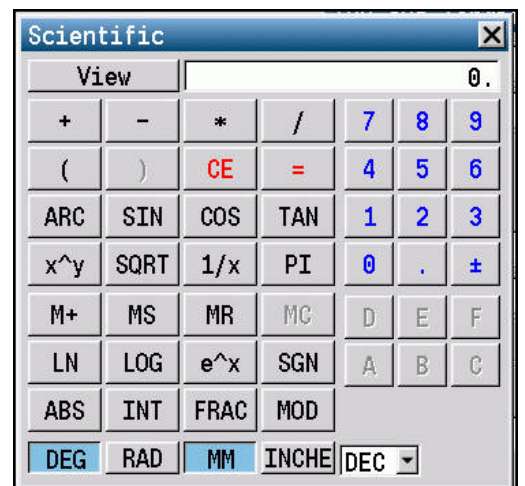 Scientific
View 0.
+ - * / 7 8 9
( ) CE = 4 5 6
ARC SIN COS TAN 1 2 3
x^y SQRT 1/x PI 0 . ±
M+ MS MR MC D E F
LN LOG e^x SGN A B C
ABS INT FRAC MOD
DEG RAD MM INCHE DEC